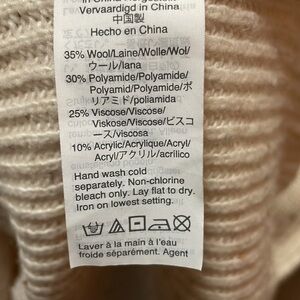 Vervaardigd in China
中国製
Hecho en China
35% Wool/Laine/Wolle/Wol/
ウール/lana
30% Polyamide/Polyamide/
Polyamid/Polyamide/ポ
リアミド/poliamida
25% Viscose/Viscose/
Viskose/Viscose/ビスコ
ース/viscosa
10% Acrylic/Acrylique/Acryl/
Acryl/アクリル/acrílico
Hand wash cold
separately. Non-chlorine
bleach only. Lay flat to dry.
Iron on lowest setting.
Laver à la main à l'eau
froide séparément. Agent